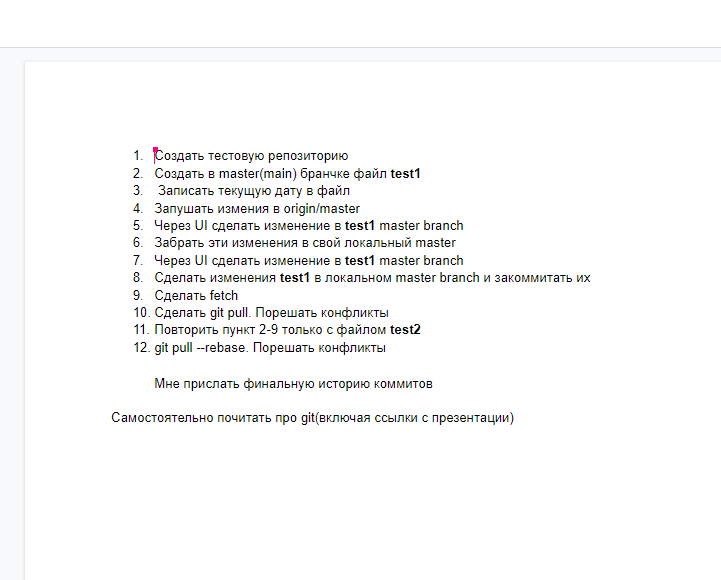 1. Создать тестовую репозиторию
2. Создать в master(main) бранчке файл test1
3. Записать текущую дату в файл
4. Запушать измения в origin/master
5. Через UI сделать изменение в test1 master branch
6. Забрать эти изменения в свой локальный master
7. Через UI сделать изменение в test1 master branch
8. Сделать изменения test1 в локальном master branch и закоммитать их
9. Сделать fetch
10. Сделать git pull. Порешать конфликты
11. Повторить пункт 2-9 только с файлом test2
12. git pull --rebase. Порешать конфликты
Мне прислать финальную историю коммитов
Самостоятельно почитать про git(включая ссылки с презентации)